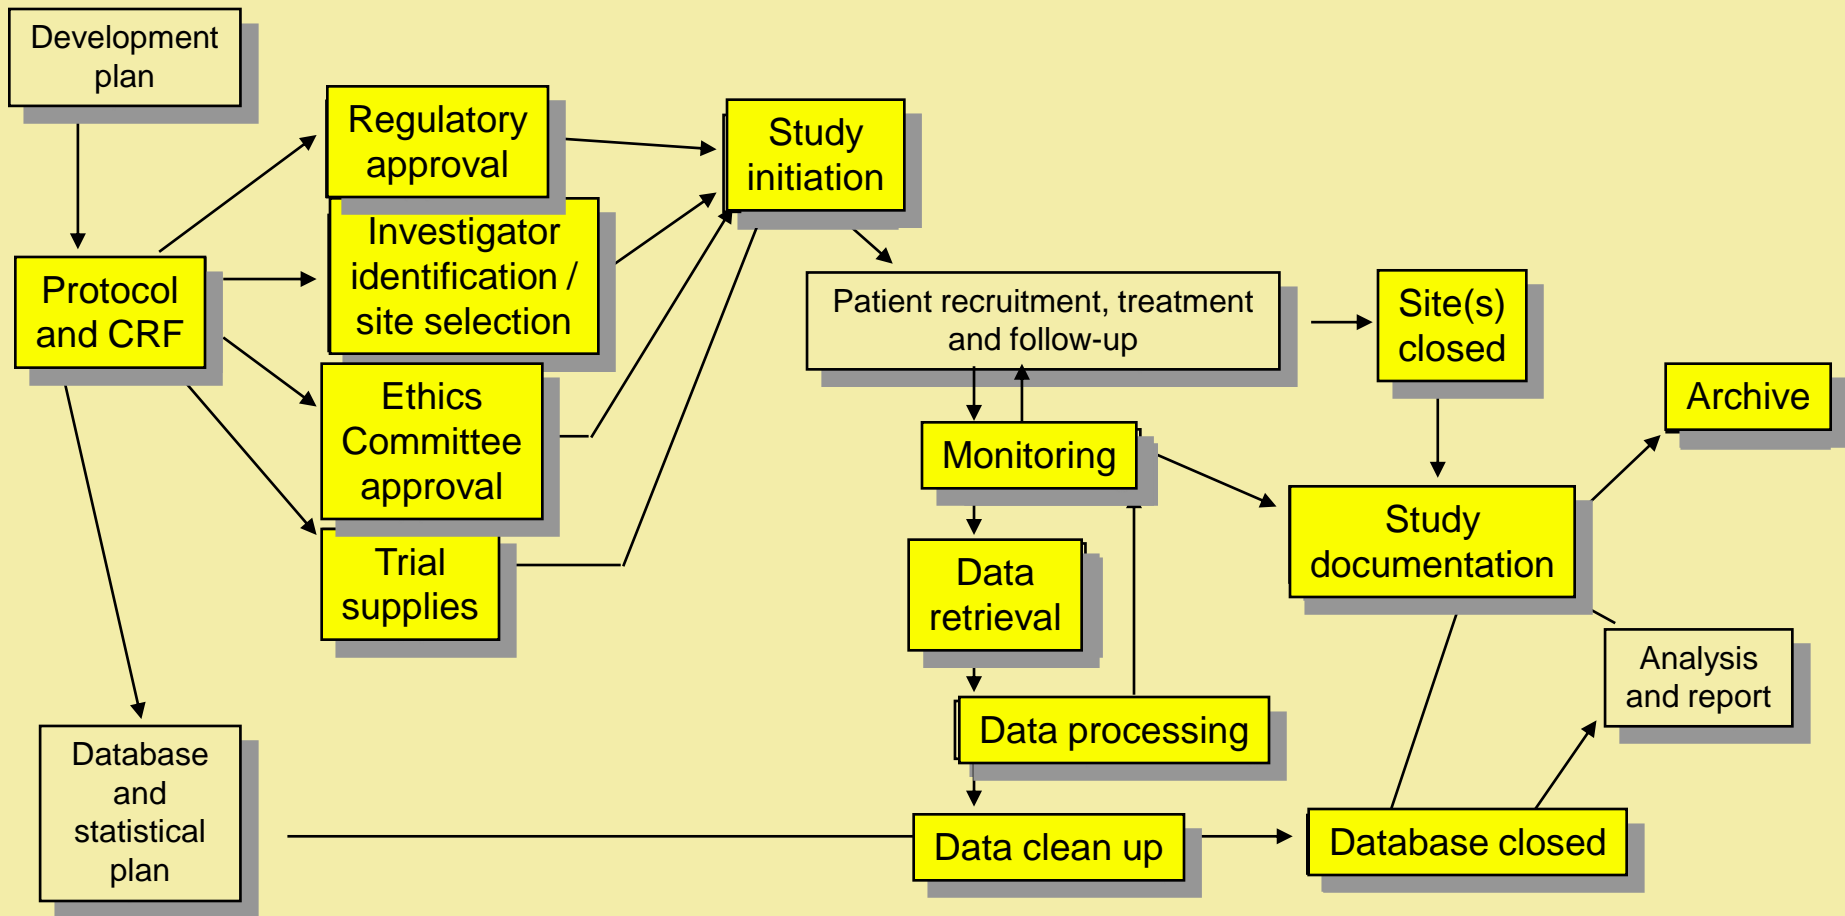 Development
plan
Protocol
and CRF
Regulatory
approval
Investigator
identification /
site selection
Ethics
Committee
approval
Trial
supplies
Database
and
statistical
plan
Study
initiation
Patient recruitment, treatment
and follow-up
Monitoring
Data
retrieval
Data processing
Data clean up
Site(s)
closed
Study
documentation
Database closed
Analysis
and report
Archive